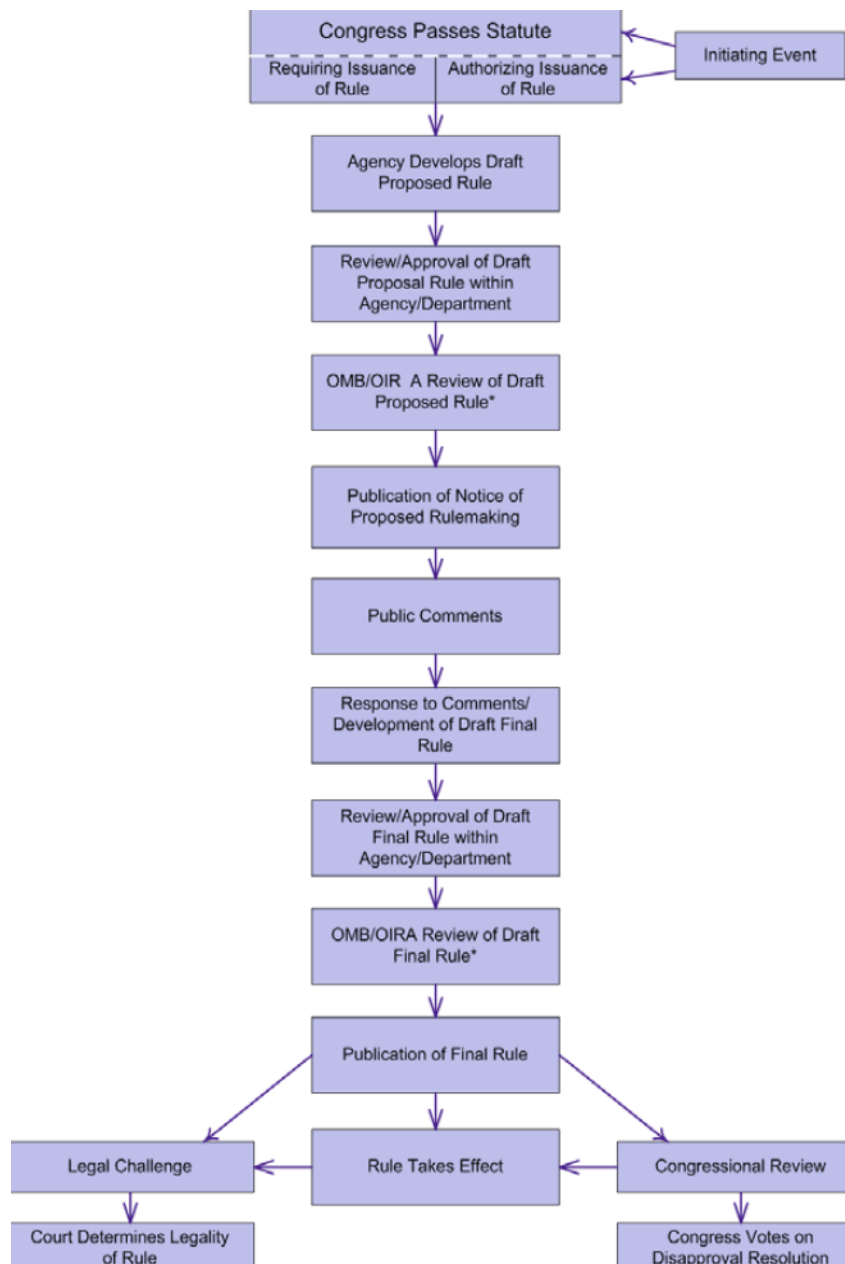 Congress Passes Statute
Requiring Issuance
of Rule
Authorizing Issuance
of Rule
Initiating Event
Agency Develops Draft
Proposed Rule
Review/Approval of Draft
Proposal Rule within
Agency/Department
OMB/OIR A Review of Draft
Proposed Rule*
Publication of Notice of
Proposed Rulemaking
Public Comments
Response to Comments/
Development of Draft Final
Rule
Review/Approval of Draft
Final Rule within
Agency/Department
OMB/OIRA Review of Draft
Final Rule*
Publication of Final Rule
Legal Challenge
Rule Takes Effect
Congressional Review
Court Determines Legality
of Rule
Congress Votes on
Disapproval Resolution